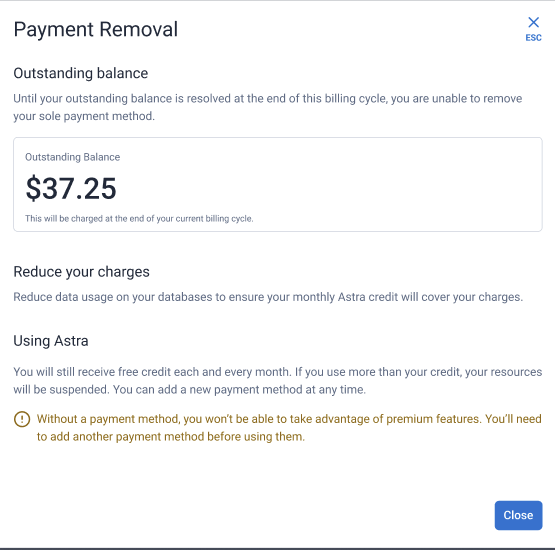 Payment Removal
ESC
Outstanding balance
Until your outstanding balance is resolved at the end of this billing cycle, you are unable to remove
your sole payment method.
Outstanding Balance
$37.25
This will be charged at the end of your current billing cycle.
Reduce your charges
Reduce data usage on your databases to ensure your monthly Astra credit will cover your charges.
Using Astra
You will still receive free credit each and every month. If you use more than your credit, your resources
will be suspended. You can add a new payment method at any time.
Without a payment method, you won't be able to take advantage of premium features. You'll need
to add another payment method before using them.
Close